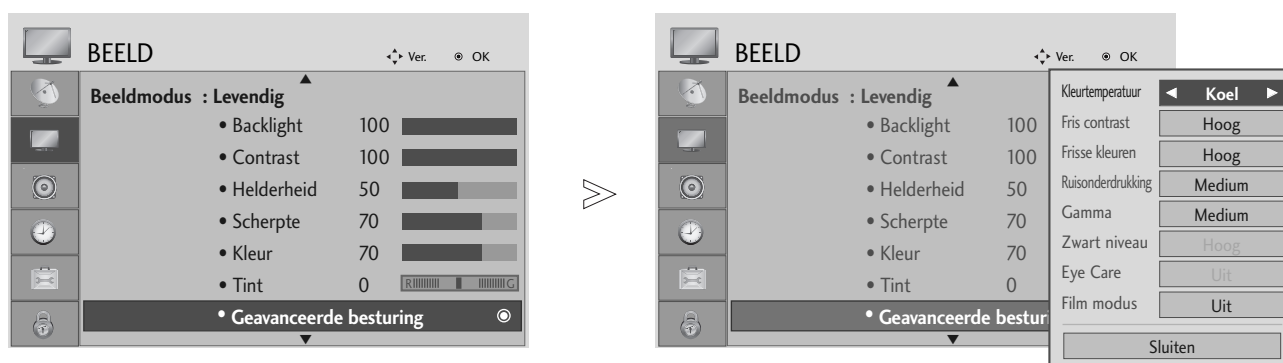 BEELD
Ver. OK
Beeldmodus : Levendig
• Backlight 100
• Contrast 100
• Helderheid 50
• Scherpte 70
• Kleur 70
• Tint 0 R G
• Geavanceerde besturing
BEELD
Ver. OK
Beeldmodus : Levendig
• Backlight 100
• Contrast 100
• Helderheid 50
• Scherpte 70
• Kleur 70
• Tint 0
• Geavanceerde bestur
Kleurtemperatuur Koel
Fris contrast Hoog
Frisse kleuren Hoog
Ruisonderdrukking Medium
Gamma Medium
Zwart niveau Hoog
Eye Care Uit
Film modus Uit
Sluiten